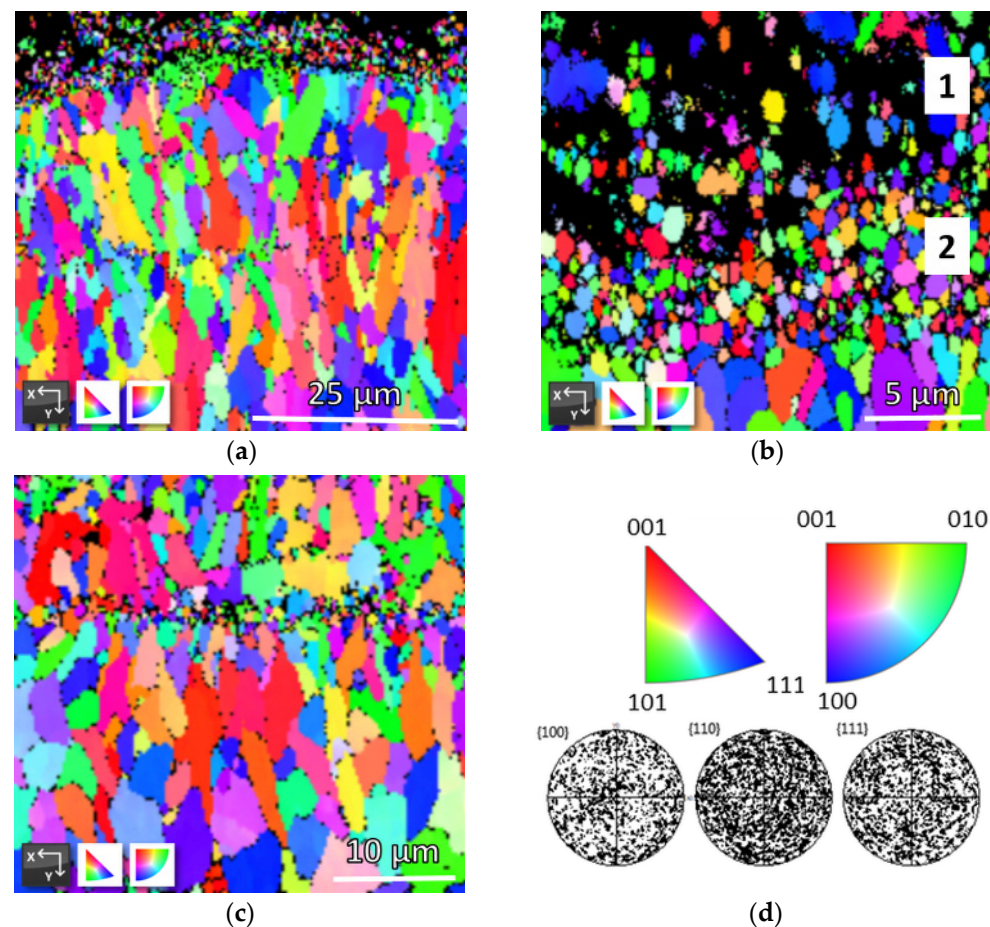 X
Y
25 μm
(a)
1
2
X
Y
5 μm
(b)
X
Y
10 μm
(c)
001
101
111
001
010
100
{100}
{110}
{111}
(d)